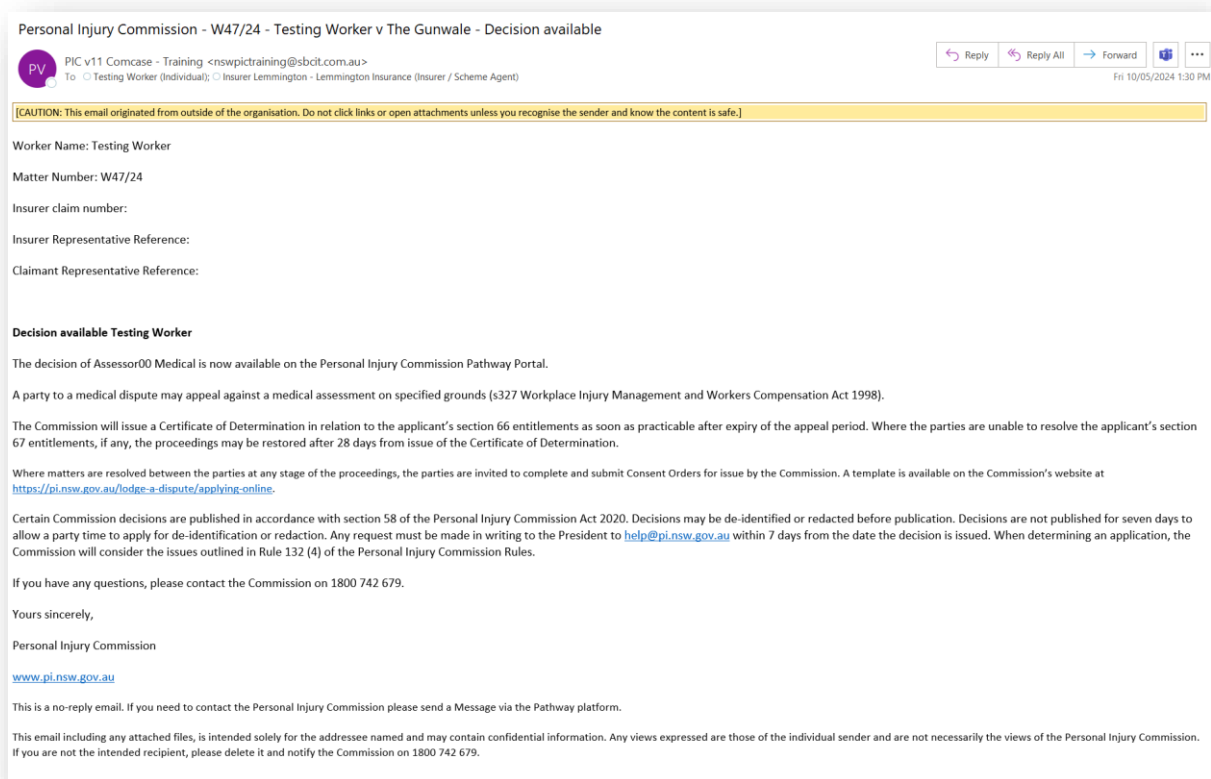 Personal Injury Commission - W47/24 - Testing Worker v The Gunwale - Decision available
PV
PIC v11 Comcase - Training <nswpictraining@sbcit.com.au>
To Testing Worker (Individual); Insurer Lemmington - Lemmington Insurance (Insurer / Scheme Agent)
Reply Reply All Forward
Fri 10/05/2024 1:30 PM
[CAUTION: This email originated from outside of the organisation. Do not click links or open attachments unless you recognise the sender and know the content is safe.]
Worker Name: Testing Worker
Matter Number: W47/24
Insurer claim number:
Insurer Representative Reference:
Claimant Representative Reference:
Decision available Testing Worker
The decision of Assessor00 Medical is now available on the Personal Injury Commission Pathway Portal.
A party to a medical dispute may appeal against a medical assessment on specified grounds (s327 Workplace Injury Management and Workers Compensation Act 1998).
The Commission will issue a Certificate of Determination in relation to the applicant's section 66 entitlements as soon as practicable after expiry of the appeal period. Where the parties are unable to resolve the applicant's section
67 entitlements, if any, the proceedings may be restored after 28 days from issue of the Certificate of Determination.
Where matters are resolved between the parties at any stage of the proceedings, the parties are invited to complete and submit Consent Orders for issue by the Commission. A template is available on the Commission's website at
https://pi.nsw.gov.au/lodge-a-dispute/applying-online.
Certain Commission decisions are published in accordance with section 58 of the Personal Injury Commission Act 2020. Decisions may be de-identified or redacted before publication. Decisions are not published for seven days to
allow a party time to apply for de-identification or redaction. Any request must be made in writing to the President to help@pi.nsw.gov.au within 7 days from the date the decision is issued. When determining an application, the
Commission will consider the issues outlined in Rule 132 (4) of the Personal Injury Commission Rules.
If you have any questions, please contact the Commission on 1800 742 679.
Yours sincerely,
Personal Injury Commission
www.pi.nsw.gov.au
This is a no-reply email. If you need to contact the Personal Injury Commission please send a Message via the Pathway platform.
This email including any attached files, is intended solely for the addressee named and may contain confidential information. Any views expressed are those of the individual sender and are not necessarily the views of the Personal Injury Commission.
If you are not the intended recipient, please delete it and notify the Commission on 1800 742 679.